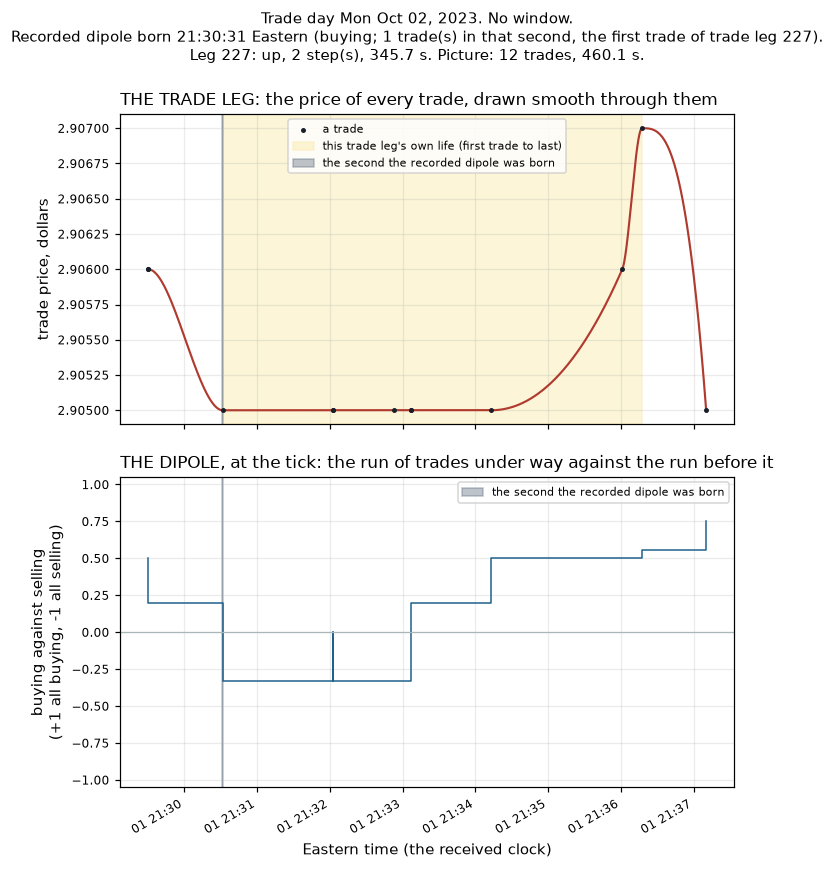 Trade day Mon Oct 02, 2023. No window.
Recorded dipole born 21:30:31 Eastern (buying; 1 trade(s) in that second, the first trade of trade leg 227).
Leg 227: up, 2 step(s), 345.7 s. Picture: 12 trades, 460.1 s.
THE TRADE LEG: the price of every trade, drawn smooth through them
a trade
this trade leg's own life (first trade to last)
the second the recorded dipole was born
trade price, dollars
2.90700
2.90675
2.90650
2.90625
2.90600
2.90575
2.90550
2.90525
2.90500
THE DIPOLE, at the tick: the run of trades under way against the run before it
the second the recorded dipole was born
buying against selling
(+1 all buying, -1 all selling)
1.00
0.75
0.50
0.25
0.00
−0.25
−0.50
−0.75
−1.00
01 21:30
01 21:31
01 21:32
01 21:33
01 21:34
01 21:35
01 21:36
01 21:37
Eastern time (the received clock)